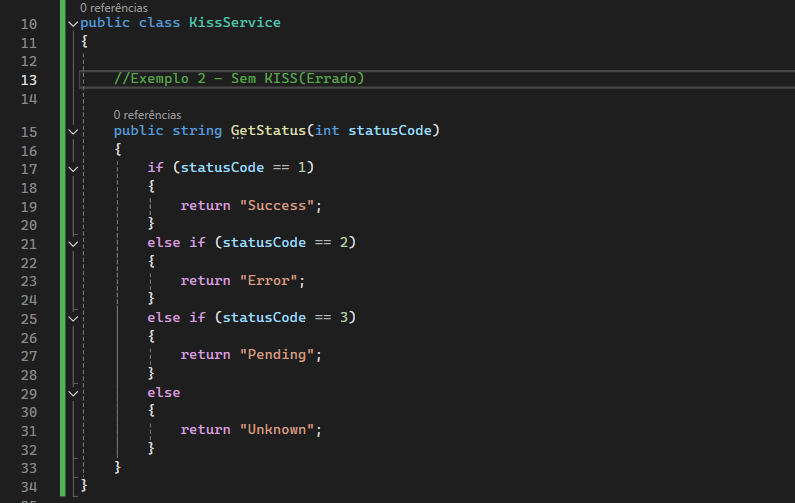 0 referências
10 public class KissService
11 {
12
13 //Exemplo 2 - Sem KISS(Errado)
14
0 referências
15 public string GetStatus(int statusCode)
16 {
17 if (statusCode == 1)
18 {
19 return "Success";
20 }
21 else if (statusCode == 2)
22 {
23 return "Error";
24 }
25 else if (statusCode == 3)
26 {
27 return "Pending";
28 }
29 else
30 {
31 return "Unknown";
32 }
33 }
34 }